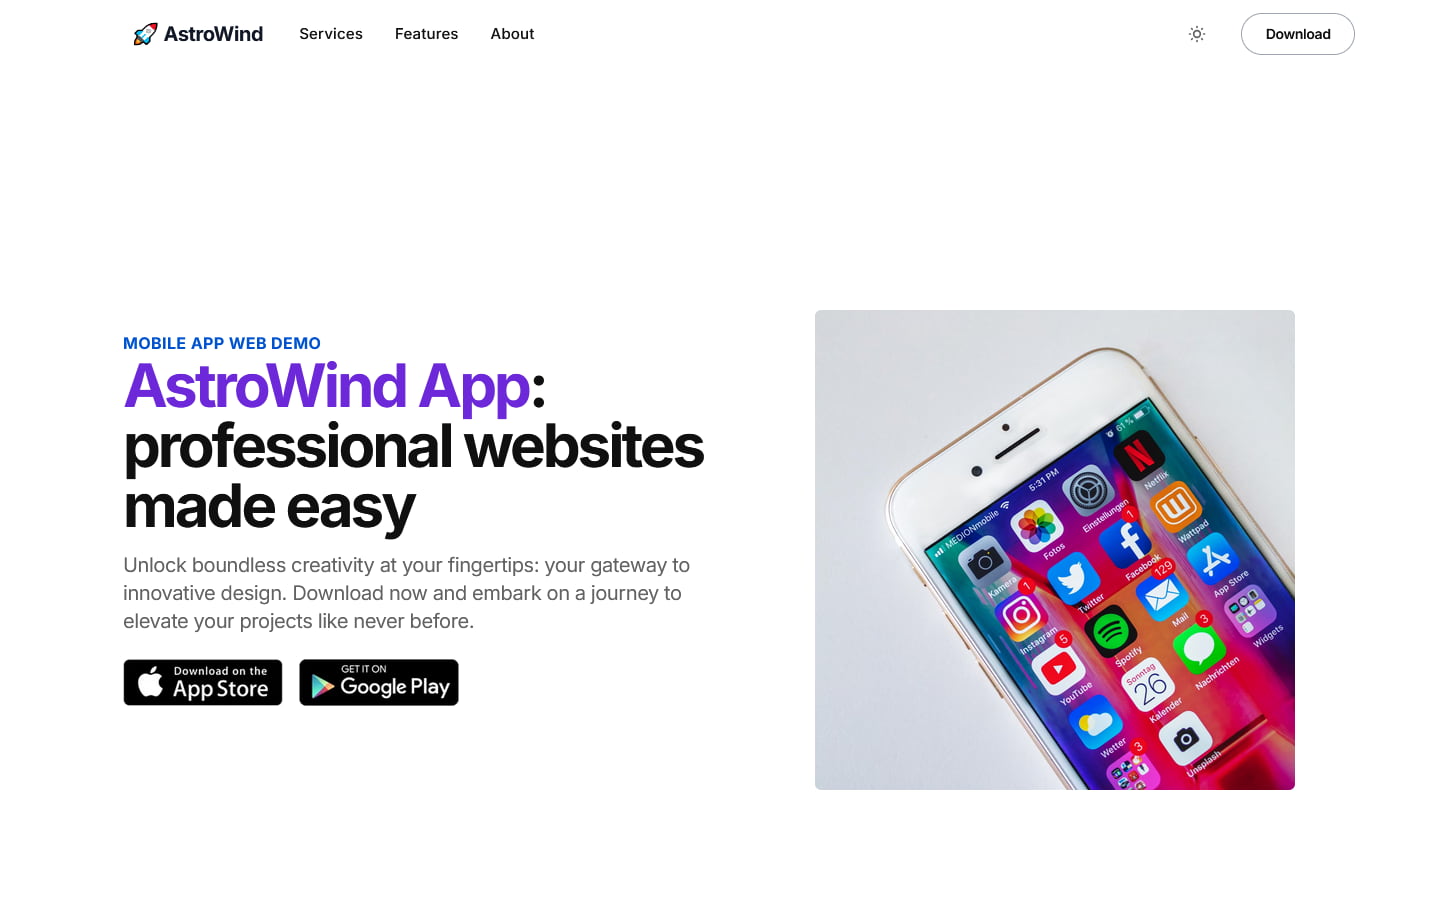 AstroWind
Services
Features
About
Download
MOBILE APP WEB DEMO
AstroWind App:
professional websites
made easy
Unlock boundless creativity at your fingertips: your gateway to
innovative design. Download now and embark on a journey to
elevate your projects like never before.
Download on the
App Store
GET IT ON
Google Play
MEDIONmobile
5:31 PM
61 %
Kamera
Fotos
Einstellungen
Netflix
1
Instagram
Twitter
1
Facebook
Wattpad
5
YouTube
Spotify
129
Mail
App Store
Wetter
Sonntag
26
Kalender
3
Nachrichten
Widgets
3
Unsplash